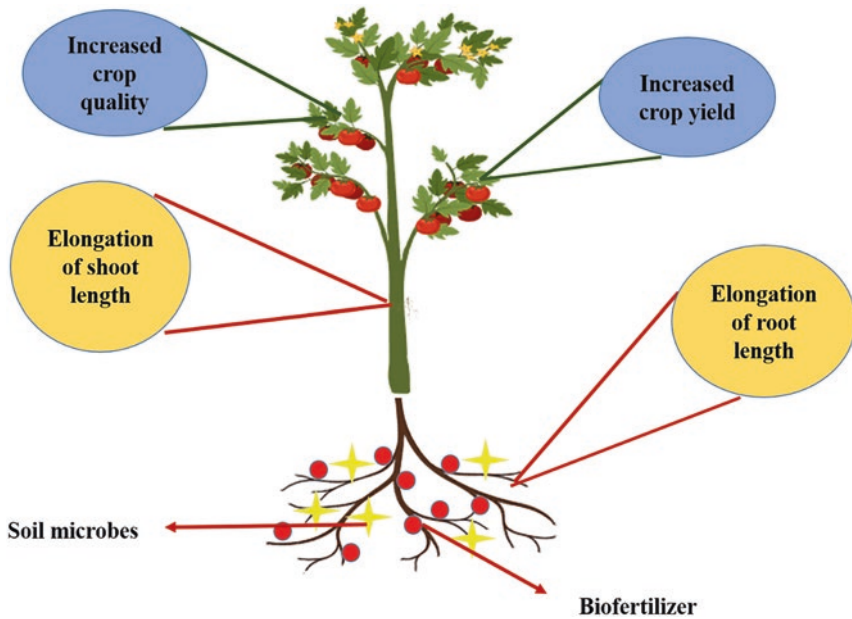 Increased
crop
quality
Increased
crop yield
Elongation
of shoot
length
Elongation
of root
length
Soil microbes
Biofertilizer